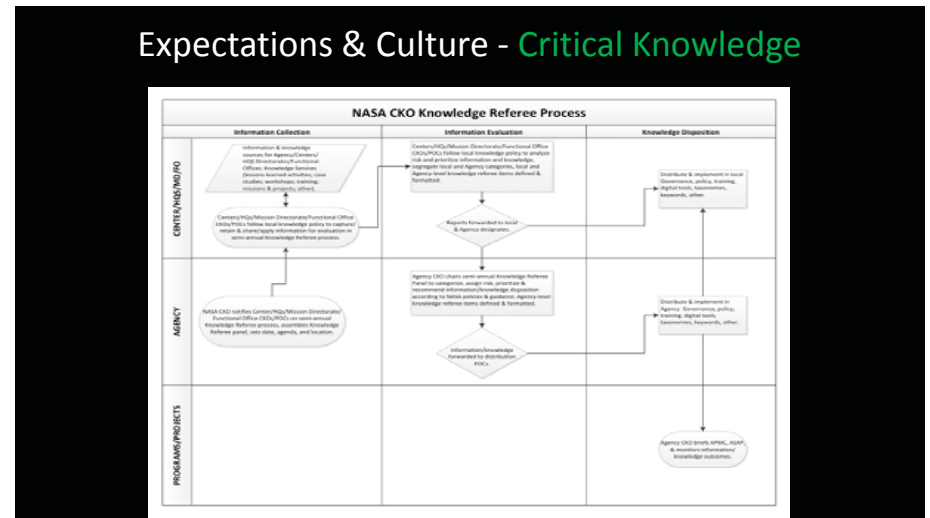 Expectations & Culture - Critical Knowledge
NASA CKO Knowledge Referee Process
Information Collection
Information Evaluation
Knowledge Disposition
CENTER/HQS/MD/FO
Information & knowledge
sources for Agency/Centers/
HQS Directorates/Functional
Offices: Knowledge Services
(lessons learned activities; case
studies; workshops; training;
missions & projects, other).
Centers/HQs/Mission Directorate/Functional Office
CKOs/POCs follow local knowledge policy to capture/
retain & share/apply information for evaluation in
semi annual Knowledge Referee process.
Centers/HQs/Mission Directorate/Functional Office
CKOs/POCs follow local knowledge policy to analyze
risk and prioritize information and knowledge,
segregate local and Agency categories, local and
Agency-level knowledge referee items defined &
formatted.
Reports forwarded to local
& Agency designates.
Distribute & implement in local
Governance, policy, training,
digital tools, taxonomies,
keywords, other.
AGENCY
NASA CKO notifies Center/HQs/Mission Directorate/
Functional Office CKOs/POCs on semi-annual
Knowledge Referee process, assembles Knowledge
Referee panel, sets date, agenda, and location.
Agency CKO chairs semi-annual Knowledge Referee
Panel to categorize, assign risk, prioritize &
recommend information/knowledge disposition
according to NASA policies & guidance; Agency-level
knowledge referee items defined & formatted.
Information/knowledge
forwarded to distribution
POCs.
Distribute & implement in
Agency Governance, policy,
training, digital tools,
taxonomies, keywords, other.
PROGRAMS/PROJECTS
Agency CKO briefs APMC, ASAP,
& monitors information/
knowledge outcomes.